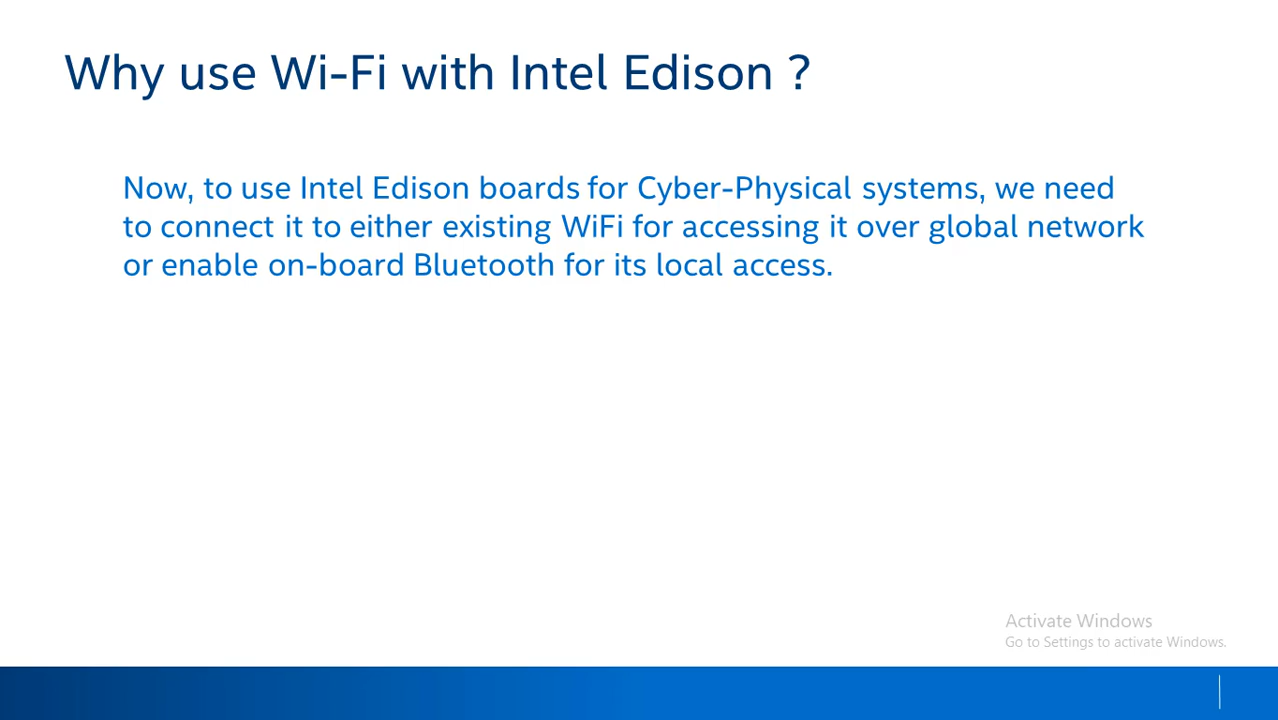 Why use Wi-Fi with Intel Edison ?
Now, to use Intel Edison boards for Cyber-Physical systems, we need
to connect it to either existing WiFi for accessing it over global network
or enable on-board Bluetooth for its local access.
Activate Windows
Go to Settings to activate Windows.